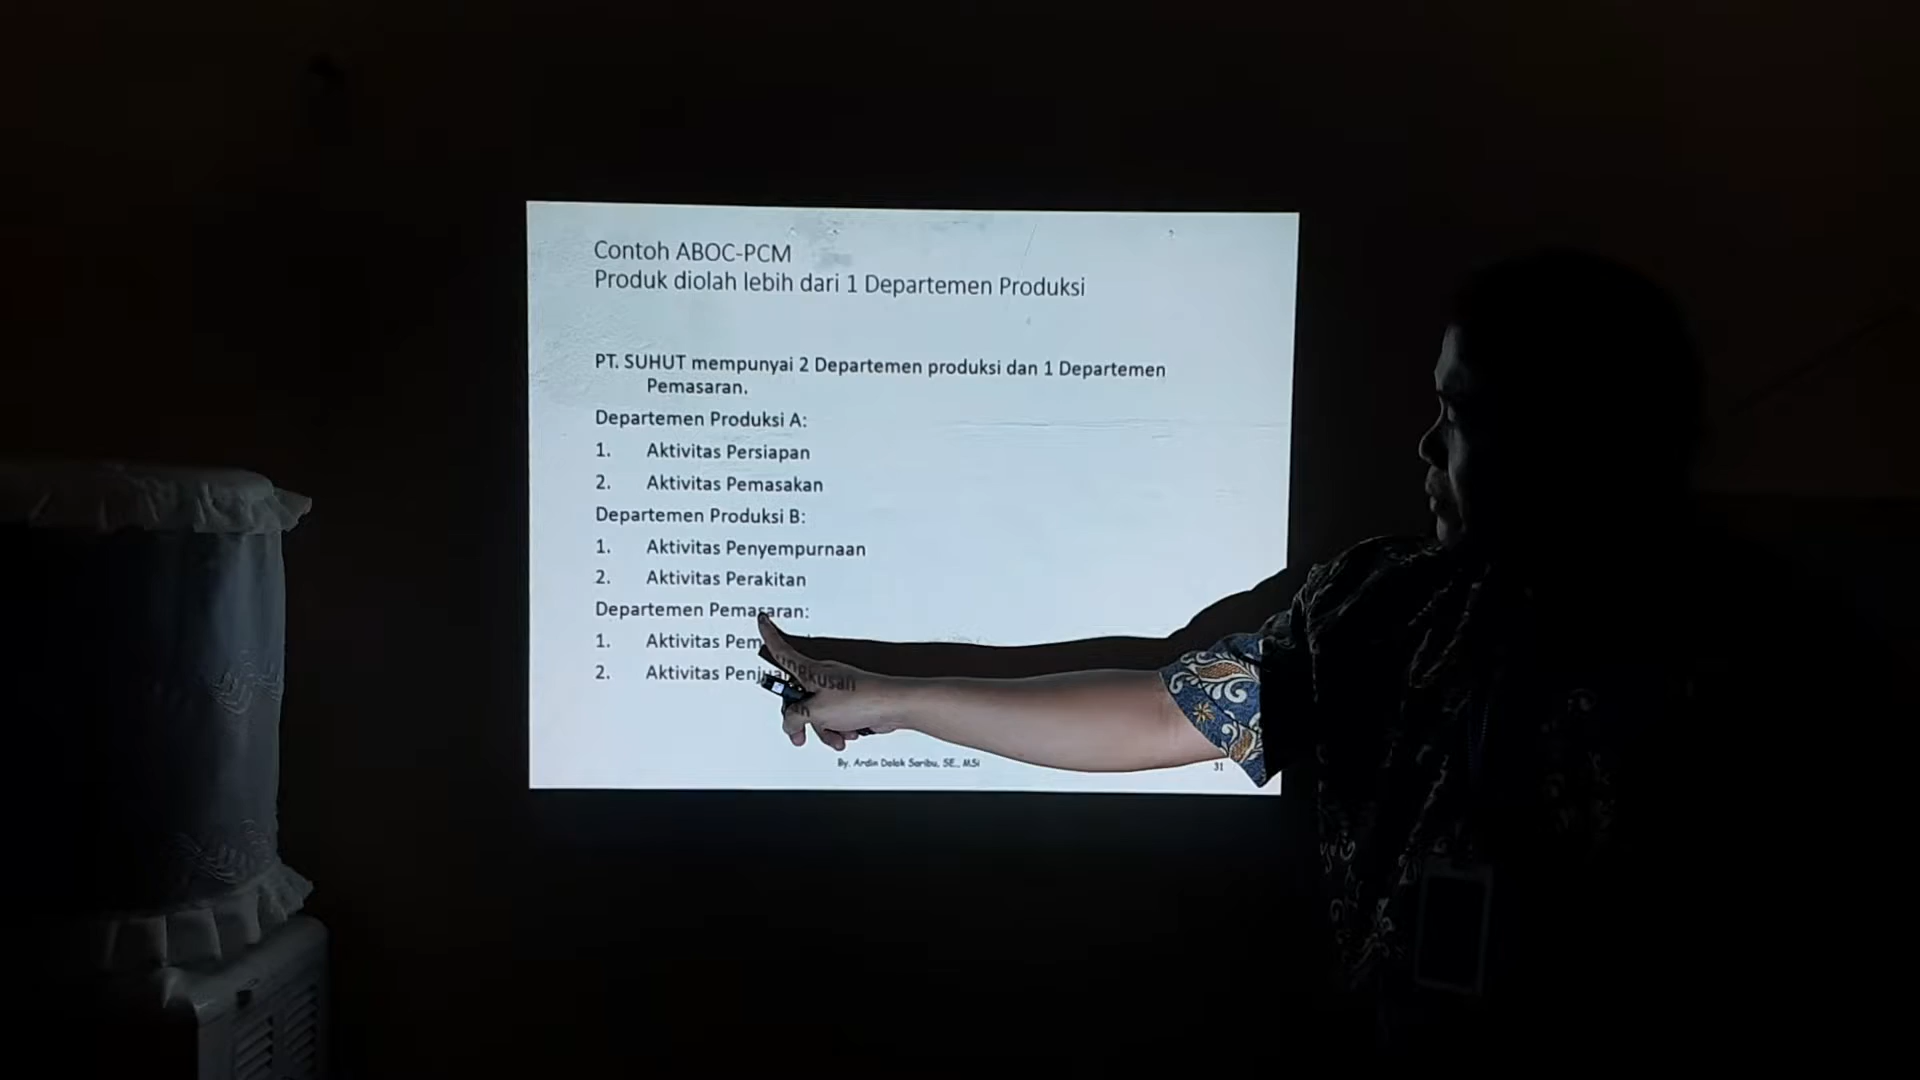 Contoh ABOC-PCM
Produk diolah lebih dari 1 Departemen Produksi
PT. SUHUT mempunyai 2 Departemen produksi dan 1 Departemen
Pemasaran.
Departemen Produksi A:
1. Aktivitas Persiapan
2. Aktivitas Pemasakan
Departemen Produksi B:
1. Aktivitas Penyempurnaan
2. Aktivitas Perakitan
Departemen Pemasaran:
1. Aktivitas Pembungkusan
2. Aktivitas Penjualan
By. Ardin Dolok Saribu, SE., MSi
31